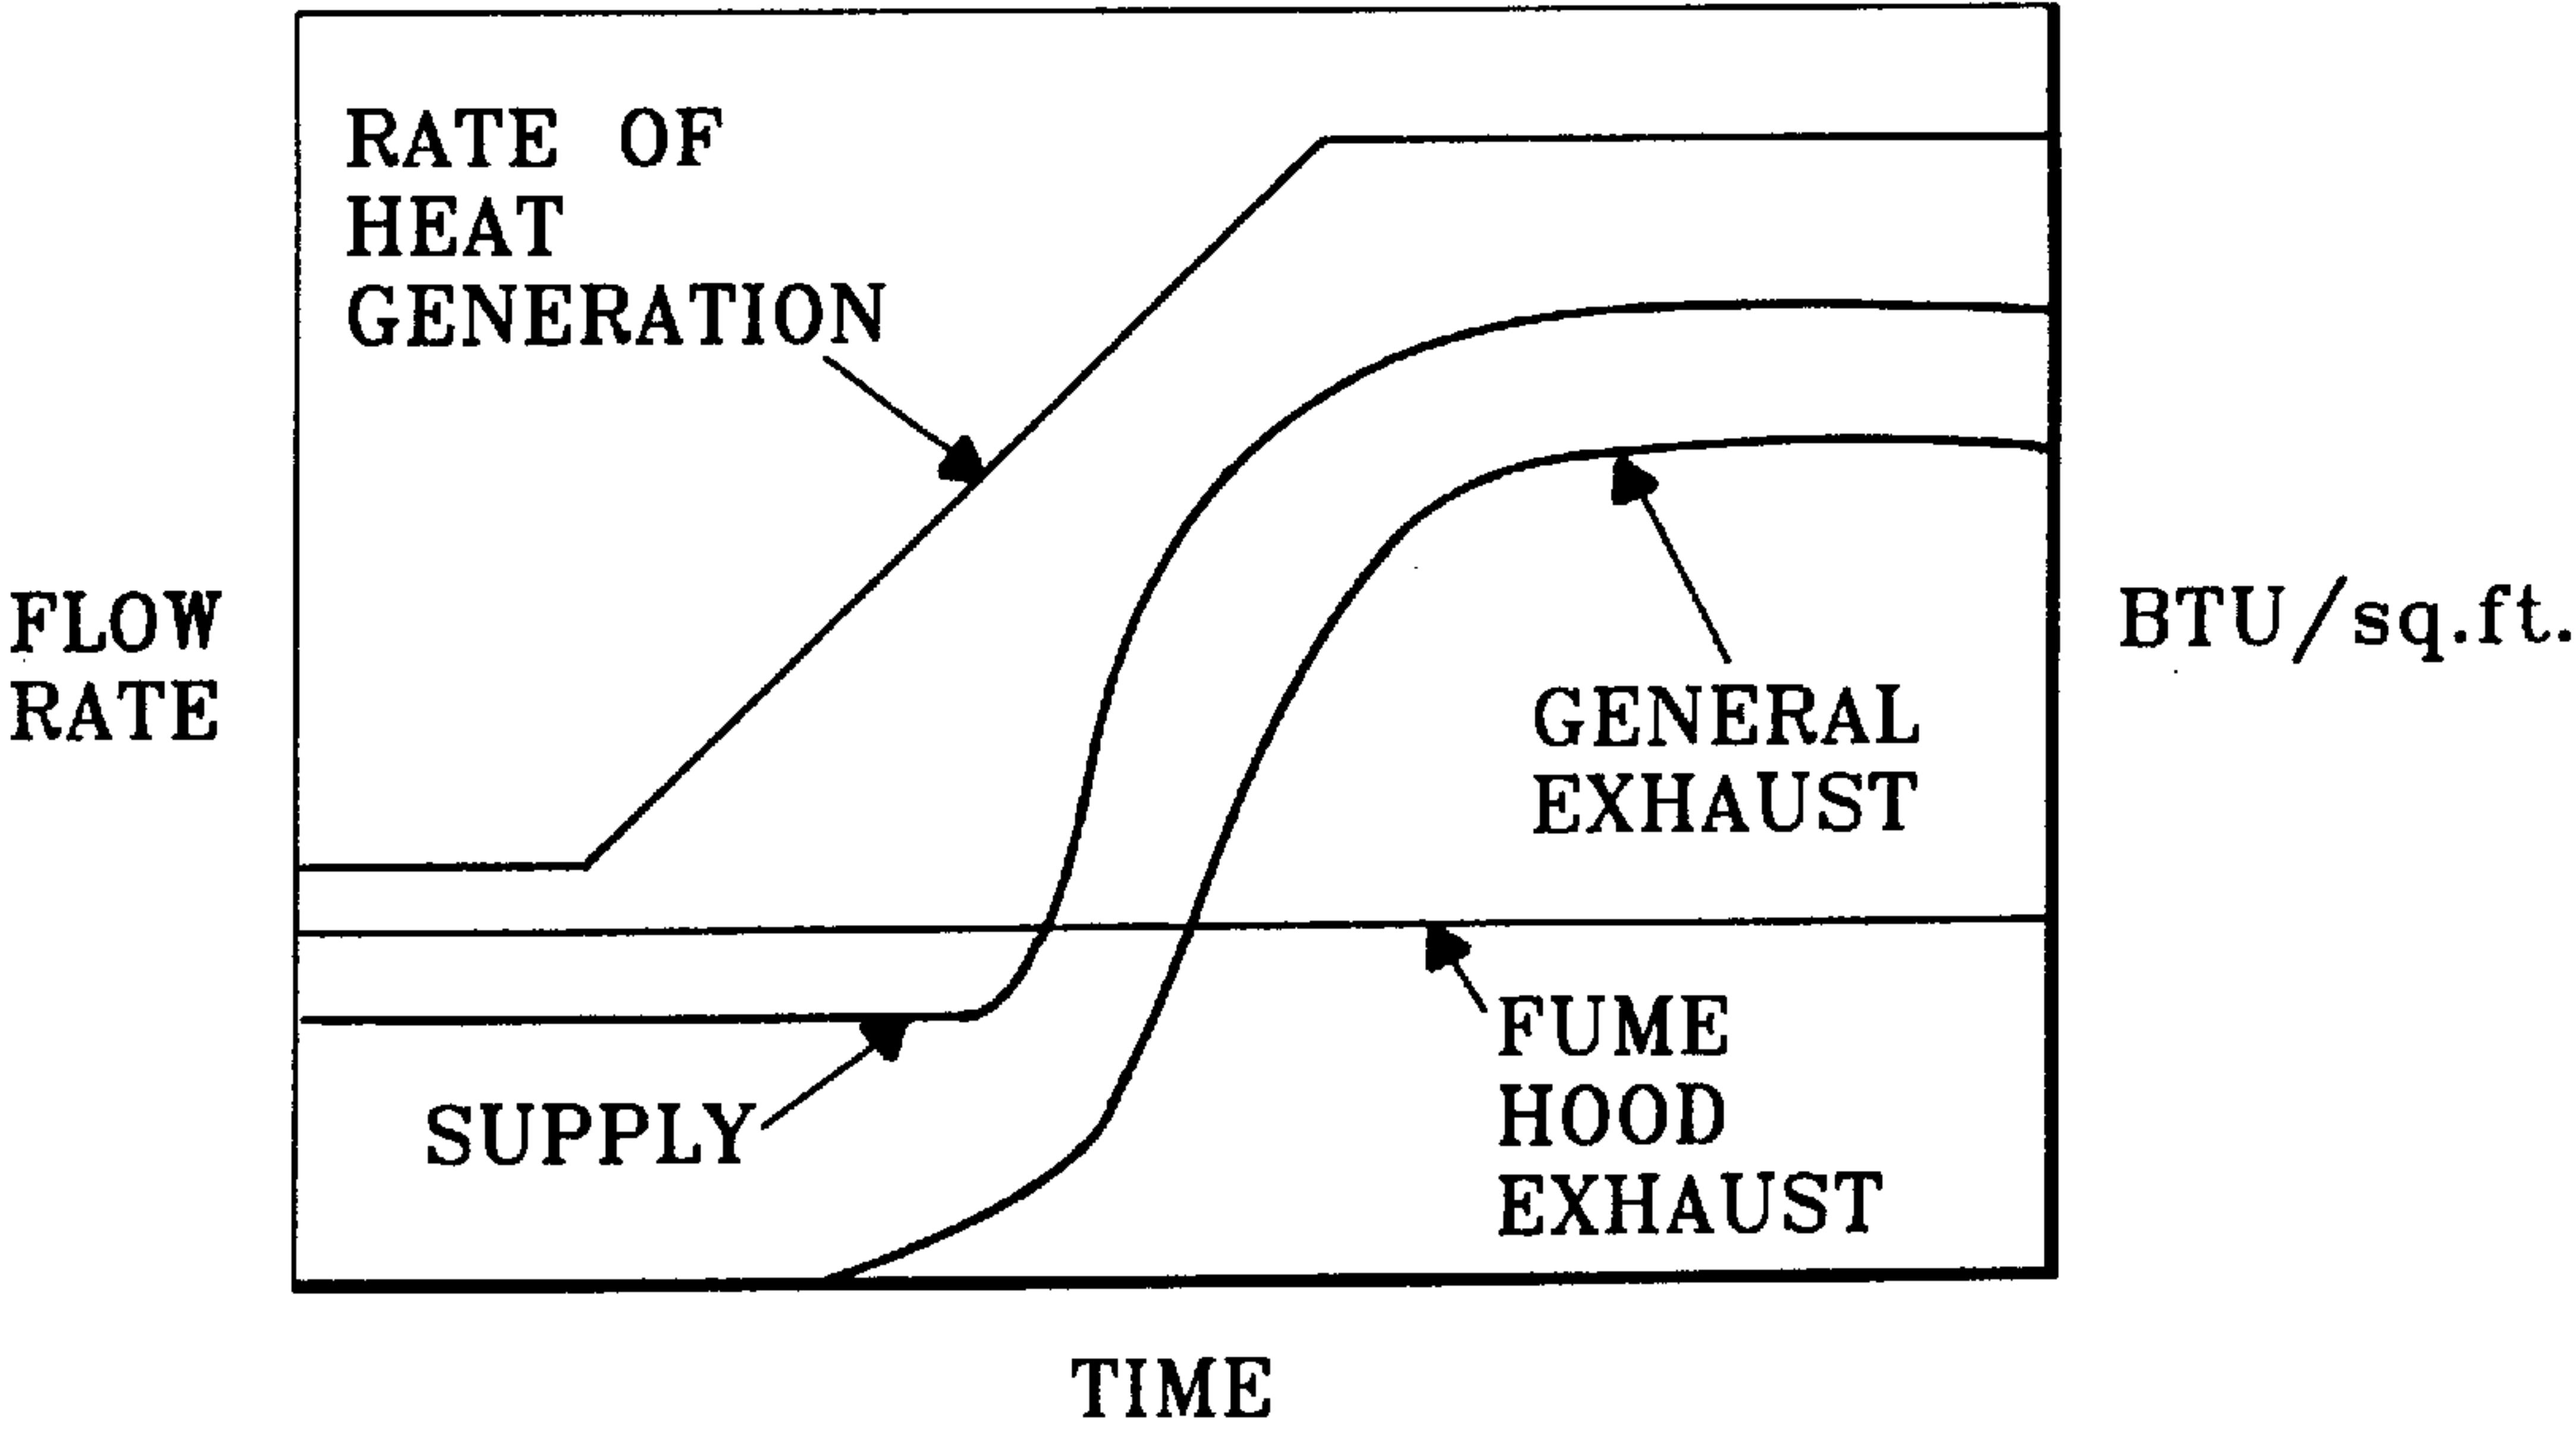 RATE OF
HEAT
GENERATION
FLOW
RATE
BTU/sq.ft.
GENERAL
EXHAUST
SUPPLY
FUME
HOOD
EXHAUST
TIME